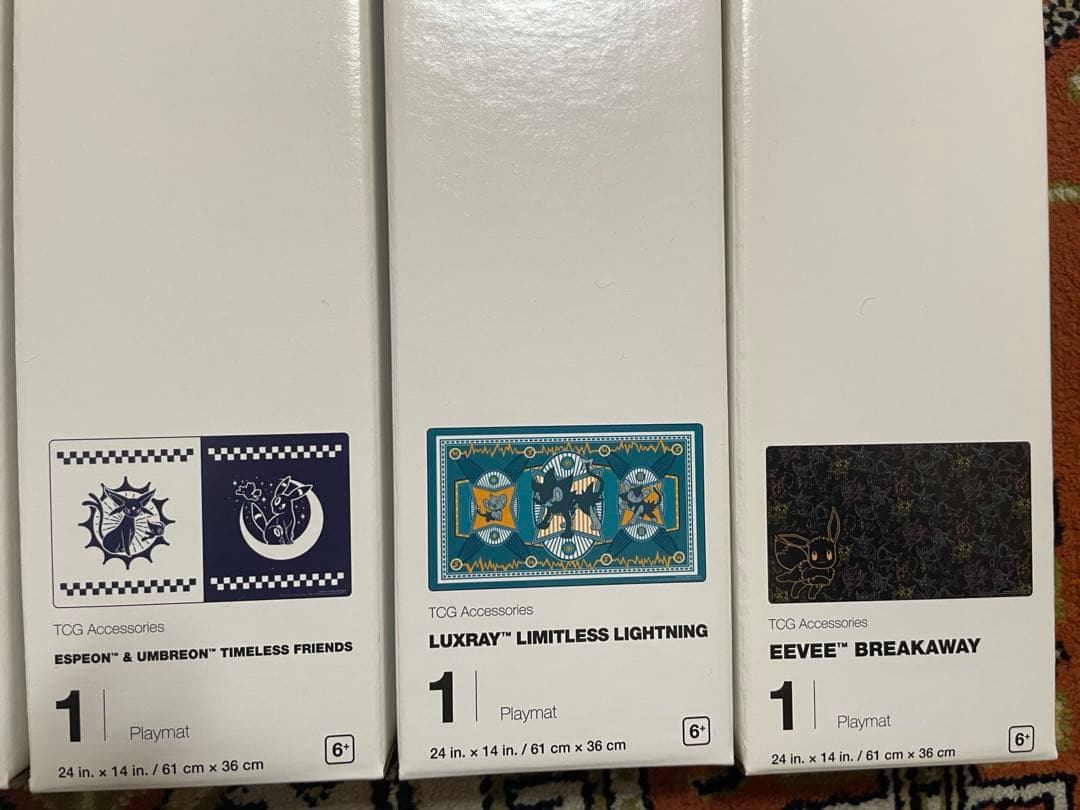 TCG Accessories
ESPEON™ & UMBREON™ TIMELESS FRIENDS
1
Playmat
6+
24 in. x 14 in. / 61 cm x 36 cm
TCG Accessories
LUXRAY™ LIMITLESS LIGHTNING
1
Playmat
6+
24 in. x 14 in. / 61 cm x 36 cm
TCG Accessories
EEVEE™ BREAKAWAY
1
Playmat
6+
24 in. x 14 in. / 61 cm x 36 cm